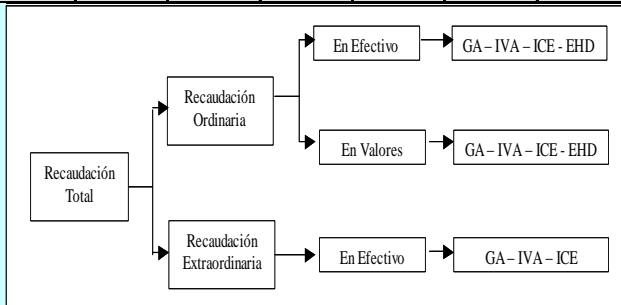 En Efectivo
GA – IVA – ICE - EHD
Recaudación
Ordinaria
En Valores
GA – IVA – ICE - EHD
Recaudación
Total
Recaudación
Extraordinaria
En Efectivo
GA – IVA – ICE